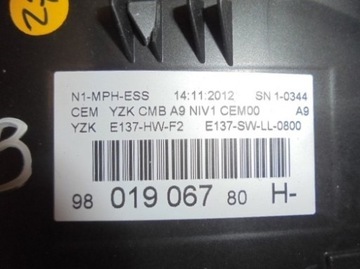 N1-MPH-ESS 14:11:2012 SN 1-0344
CEM YZK CMB A9 NIV1 CEM00 A9
YZK E137-HW-F2 E137-SW-LL-0800
98 019 067 80 H-